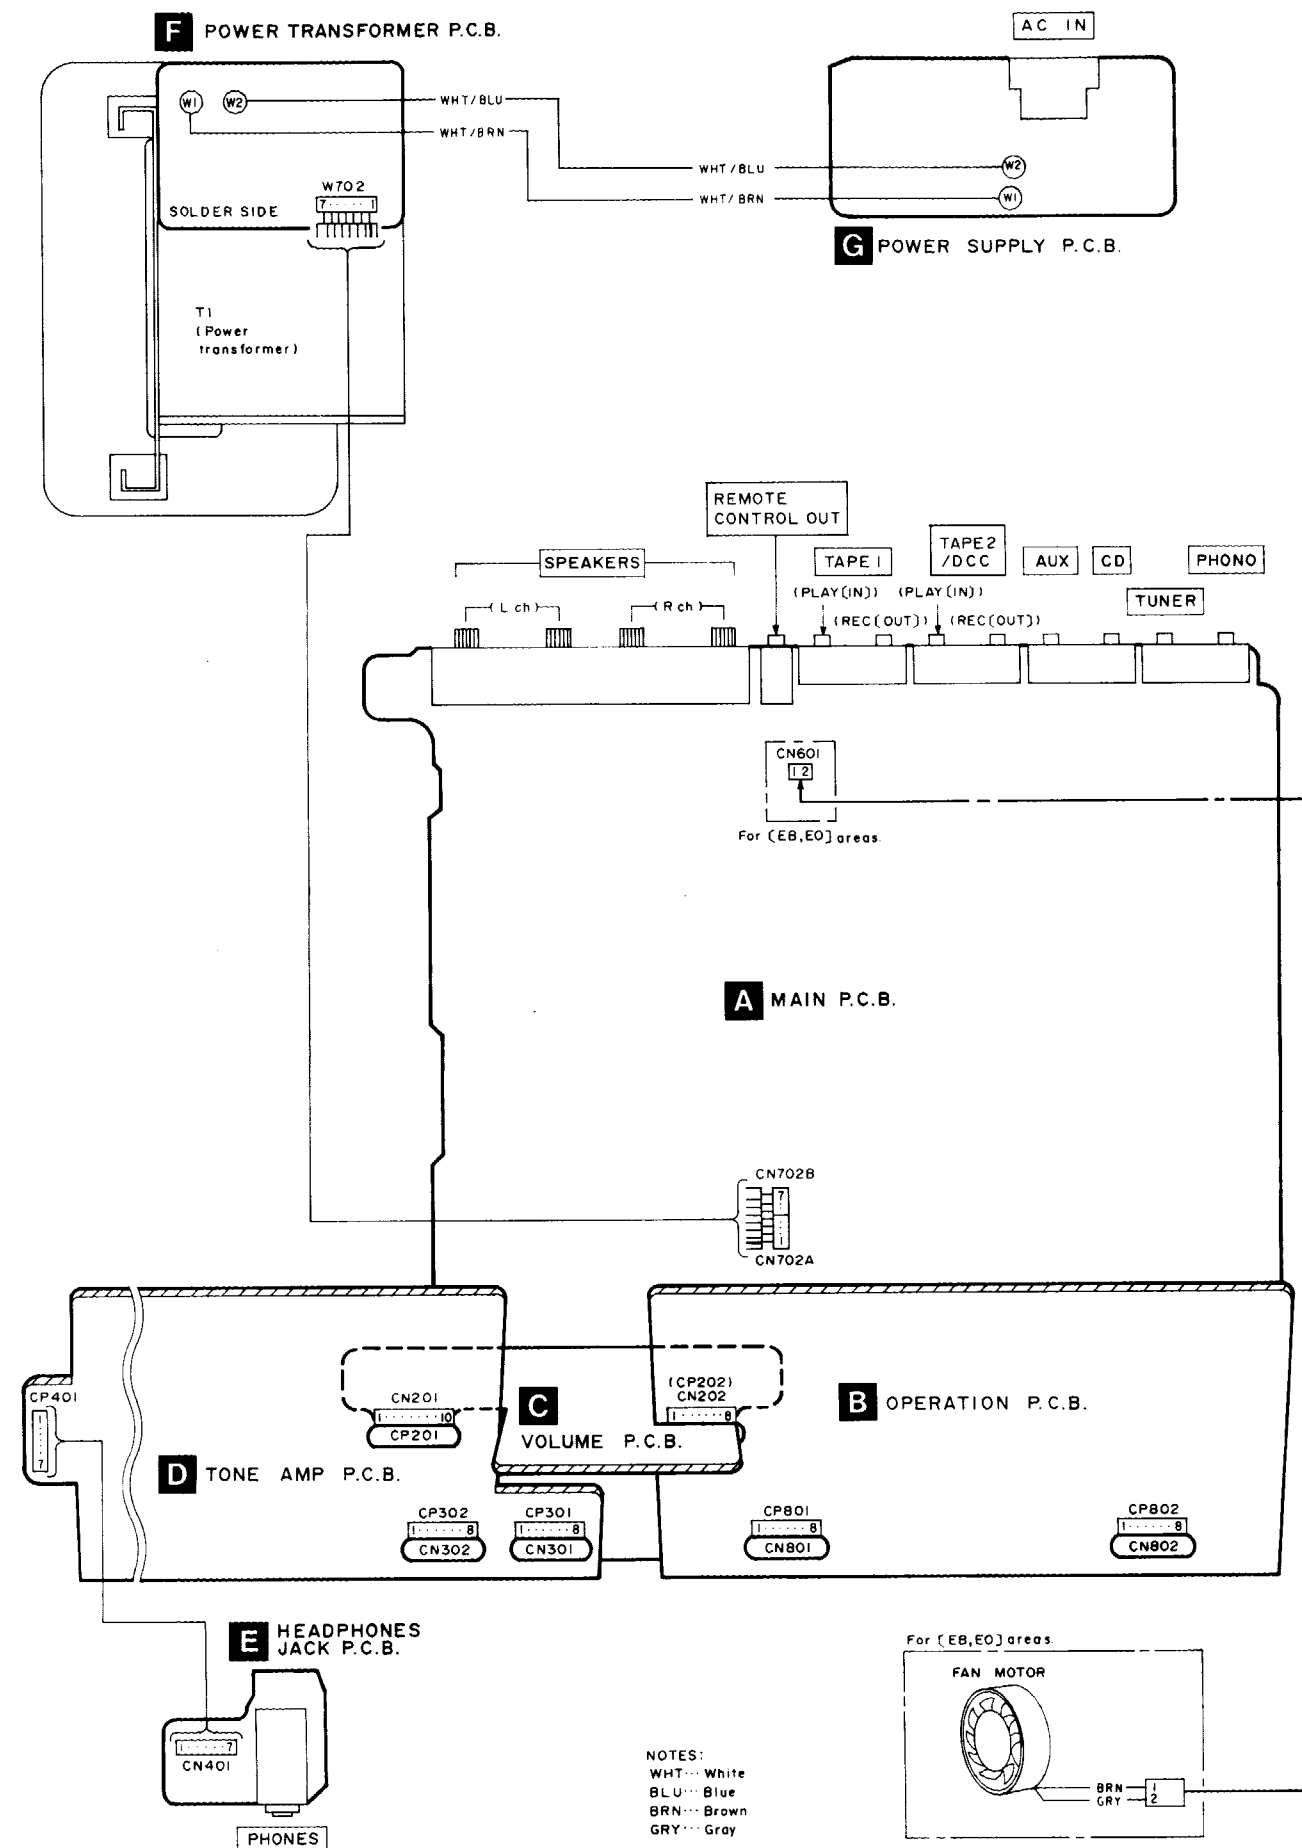 F POWER TRANSFORMER P.C.B.
AC IN
W1 W2
WHT/BLU
WHT/BRN
WHT/BLU
W2
WHT/BRN
W1
W702
7 · · · · · 1
SOLDER SIDE
G POWER SUPPLY P.C.B.
T1
(Power
transformer)
REMOTE
CONTROL OUT
SPEAKERS
TAPE 1
TAPE 2
/DCC
AUX
CD
PHONO
(PLAY(IN))
(PLAY(IN))
TUNER
(L ch)
(R ch)
(REC(OUT))
(REC(OUT))
CN601
1 2
For [EB,EO] areas.
A MAIN P.C.B.
CN702B
7
1
CN702A
CP401
1
7
CN201
1 · · · · · · · 10
CP201
C
VOLUME P.C.B.
(CP202)
CN202
1 · · · · · · 8
B OPERATION P.C.B.
D TONE AMP P.C.B.
CP302
1 · · · · · · 8
CN302
CP301
1 · · · · · 8
CN301
CP801
1 · · · · · 8
CN801
CP802
1 · · · · · 8
CN802
E HEADPHONES
JACK P.C.B.
1 · · · · · 7
CN401
PHONES
For [EB,EO] areas.
FAN MOTOR
BRN 1
GRY 2
NOTES:
WHT···White
BLU···Blue
BRN···Brown
GRY···Gray